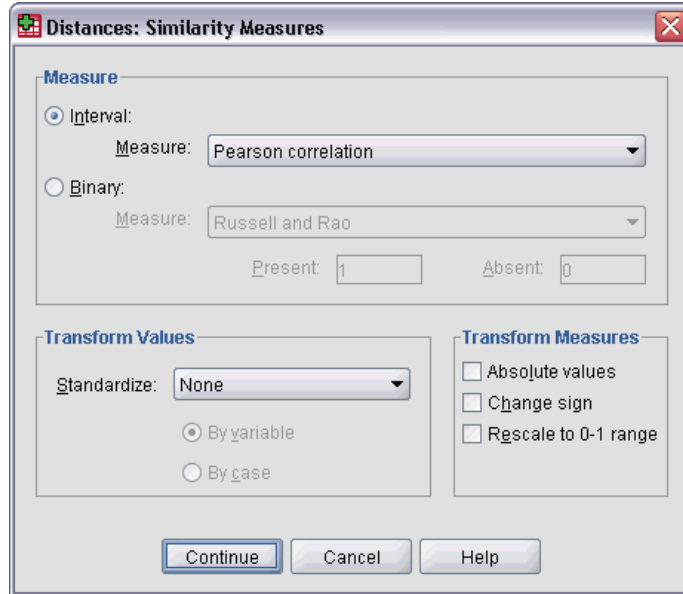 Distances: Similarity Measures
Measure
Interval:
Measure: Pearson correlation
Binary:
Measure: Russell and Rao
Present: 1 Absent: 0
Transform Values
Standardize: None
By variable
By case
Transform Measures
Absolute values
Change sign
Rescale to 0-1 range
Continue Cancel Help